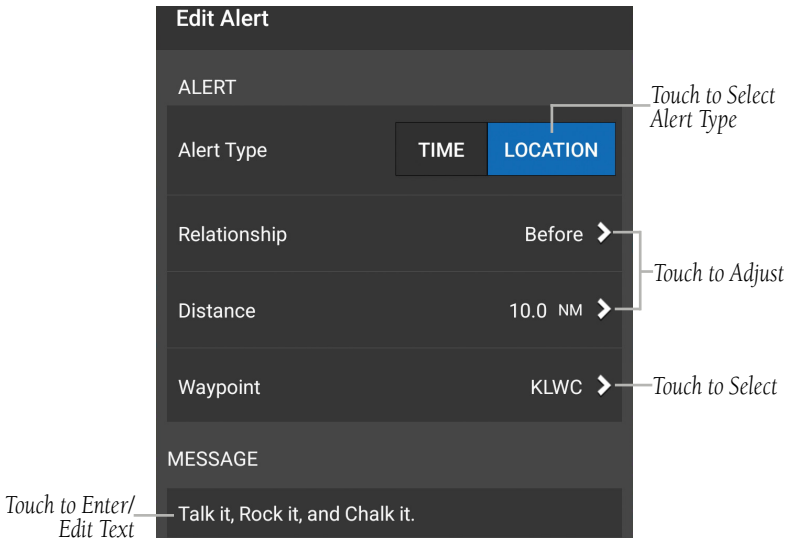 Edit Alert
ALERT
Touch to Select
Alert Type
Alert Type
TIME
LOCATION
Relationship
Before
Touch to Adjust
Distance
10.0 NM
Waypoint
KLWC
Touch to Select
MESSAGE
Touch to Enter/
Edit Text
Talk it, Rock it, and Chalk it.